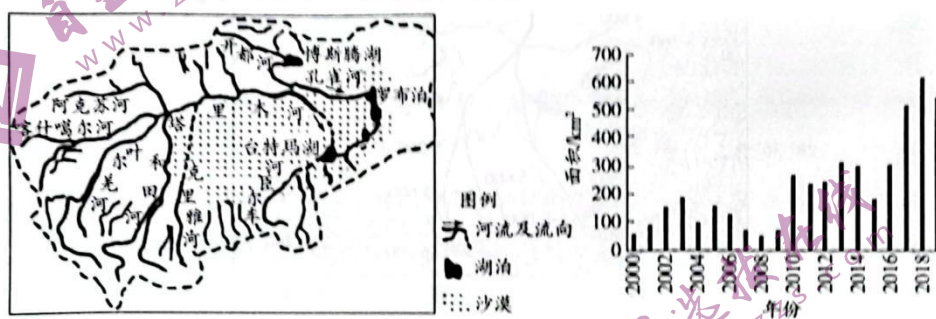 开都河
博斯腾湖
孔雀河
罗布泊
阿克苏河
喀什噶尔河
塔里木河
台特玛湖
叶尔羌河
和田河
克里雅河
车尔臣河
图例
河流及流向
湖泊
沙漠
面积/km²
700
600
500
400
300
200
100
0
2000
2002
2004
2006
2008
2010
2012
2014
2016
2018
年份
www.